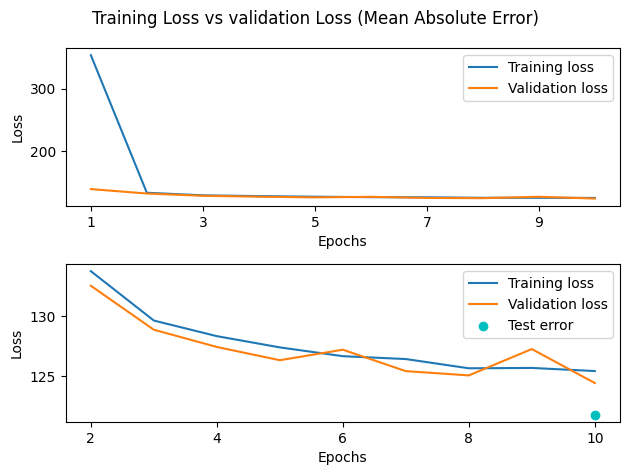 Training Loss vs validation Loss (Mean Absolute Error)
300
200
Loss
Training loss
Validation loss
1 3 5 7 9
Epochs
130
125
Loss
Training loss
Validation loss
Test error
2 4 6 8 10
Epochs